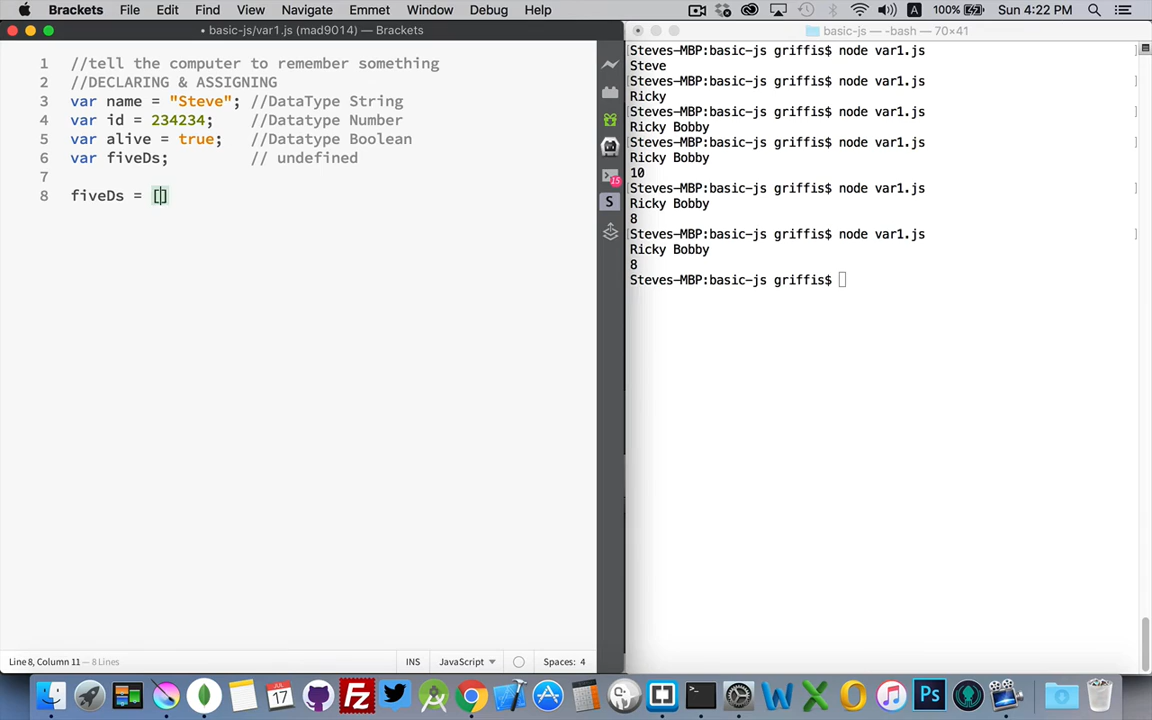 Brackets File Edit Find View Navigate Emmet Window Debug Help
A 100% Sun 4:22 PM
• basic-js/var1.js (mad9014) — Brackets
1 //tell the computer to remember something
2 //DECLARING & ASSIGNING
3 var name = "Steve"; //DataType String
4 var id = 234234; //Datatype Number
5 var alive = true; //Datatype Boolean
6 var fiveDs; // undefined
7
8 fiveDs = []
15
S
Line 8, Column 11 — 8 Lines
INS JavaScript Spaces: 4
basic-js — -bash — 70×41
[Steves-MBP:basic-js griffis$ node var1.js ]
Steve
[Steves-MBP:basic-js griffis$ node var1.js ]
Ricky
[Steves-MBP:basic-js griffis$ node var1.js ]
Ricky Bobby
[Steves-MBP:basic-js griffis$ node var1.js ]
Ricky Bobby
10
[Steves-MBP:basic-js griffis$ node var1.js ]
Ricky Bobby
8
[Steves-MBP:basic-js griffis$ node var1.js ]
Ricky Bobby
8
Steves-MBP:basic-js griffis$
JUL
17
FZ
Ps